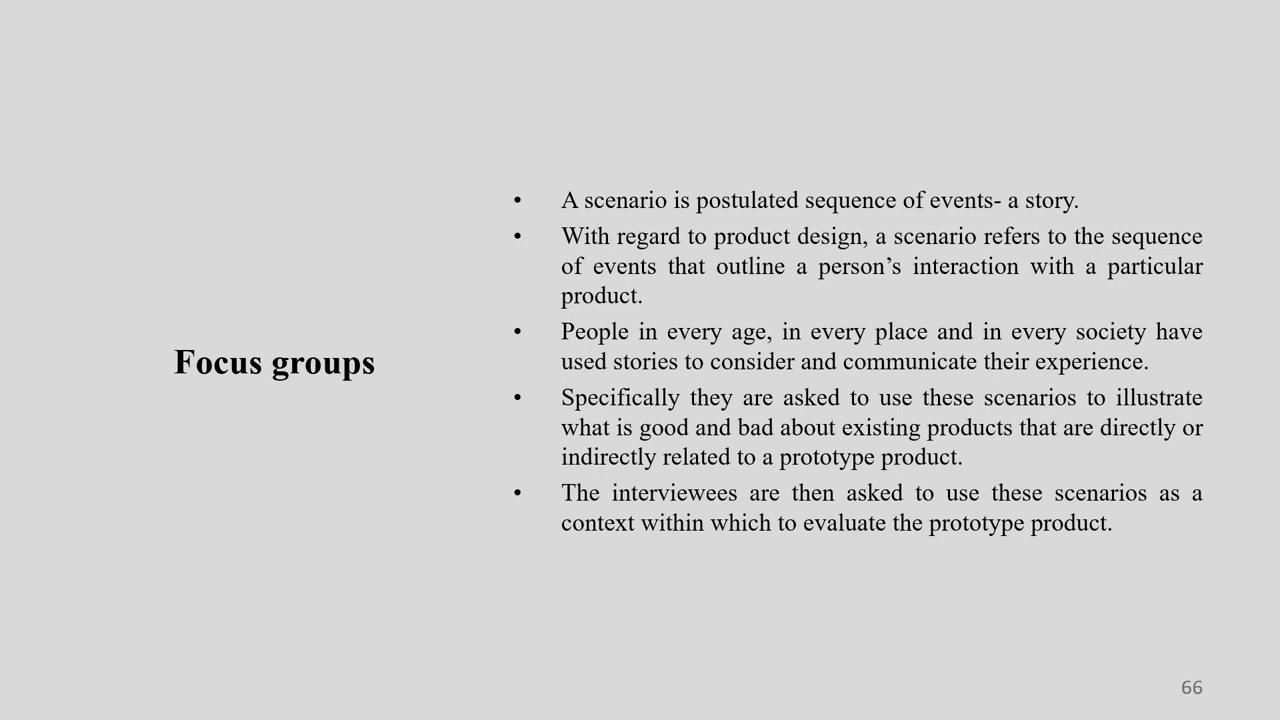 Focus groups
• A scenario is postulated sequence of events- a story.
• With regard to product design, a scenario refers to the sequence
of events that outline a person’s interaction with a particular
product.
• People in every age, in every place and in every society have
used stories to consider and communicate their experience.
• Specifically they are asked to use these scenarios to illustrate
what is good and bad about existing products that are directly or
indirectly related to a prototype product.
• The interviewees are then asked to use these scenarios as a
context within which to evaluate the prototype product.
66